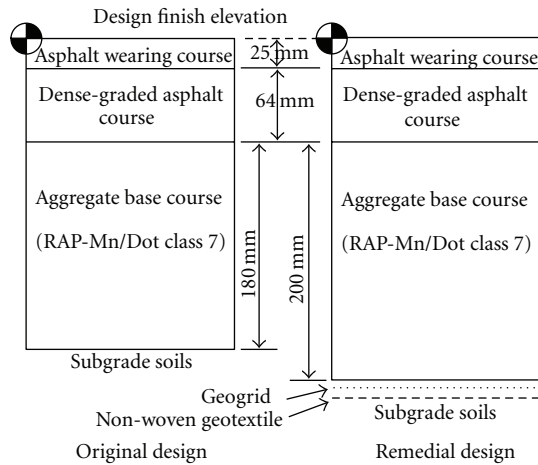 Design finish elevation
Asphalt wearing course
25 mm
Asphalt wearing course
Dense-graded asphalt
course
64 mm
Dense-graded asphalt
course
Aggregate base course
(RAP-Mn/Dot class 7)
180 mm
200 mm
Aggregate base course
(RAP-Mn/Dot class 7)
Subgrade soils
Geogrid
Non-woven geotextile
Subgrade soils
Original design
Remedial design